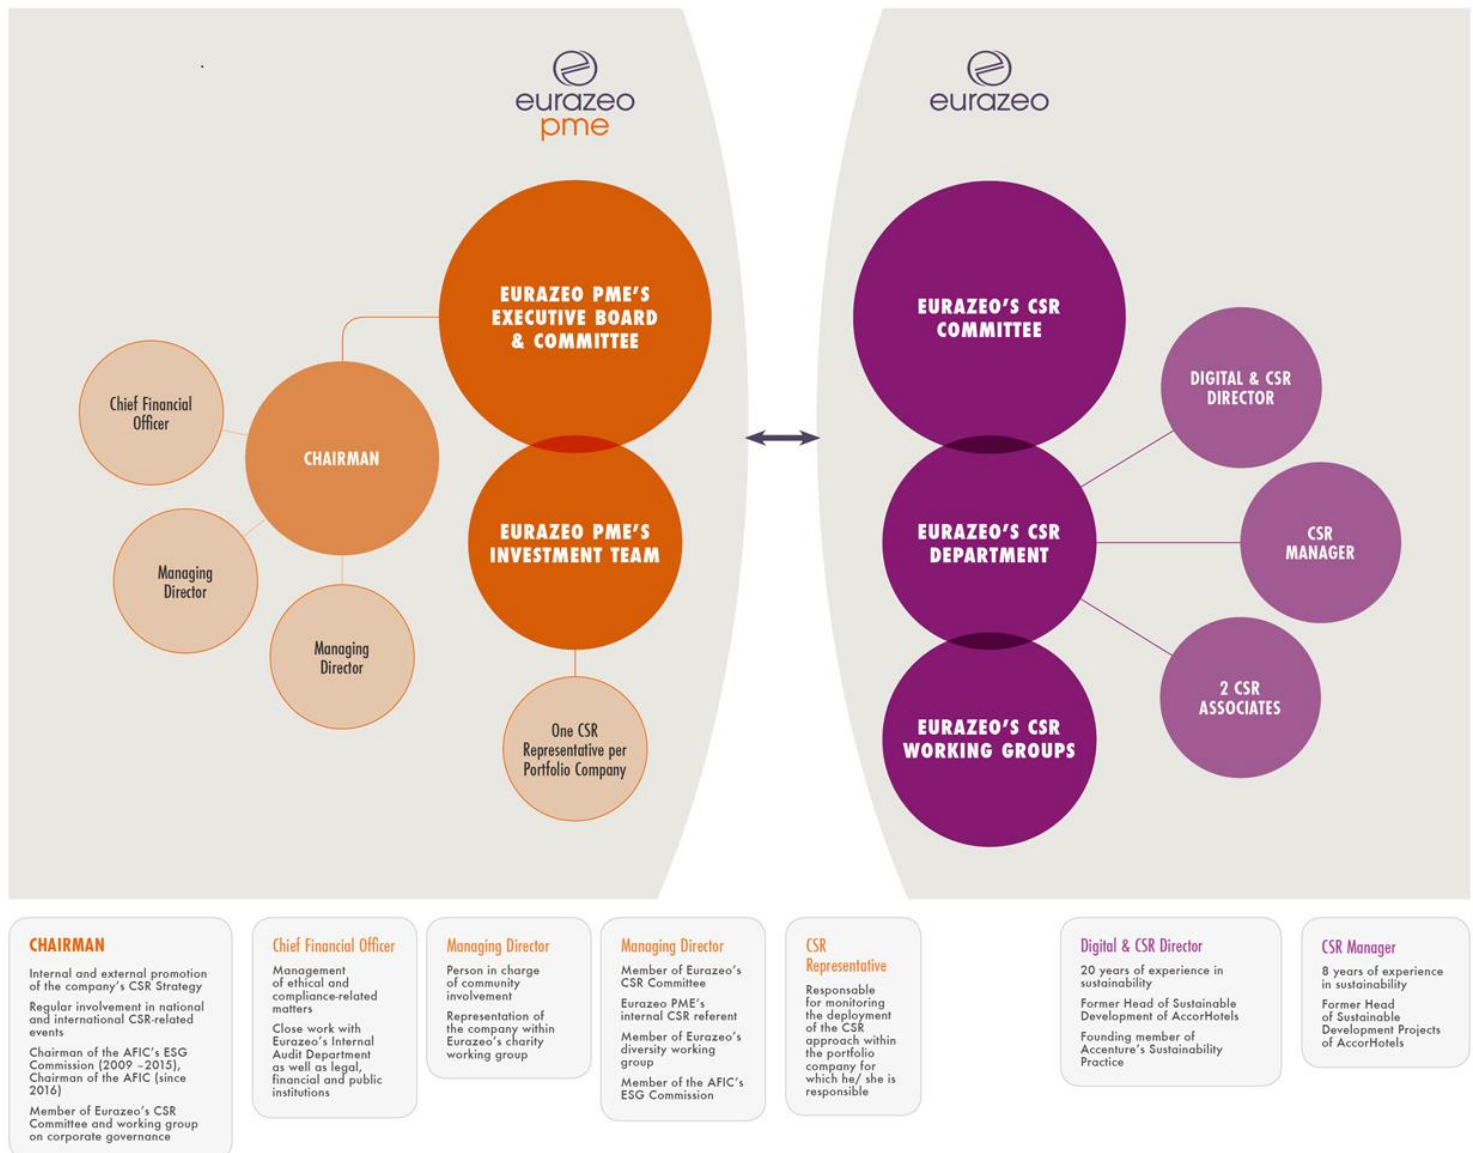 eurazeo
pme
eurazeo
EURAZEO PME'S
EXECUTIVE BOARD
& COMMITTEE
EURAZEO'S CSR
COMMITTEE
DIGITAL & CSR
DIRECTOR
Chief Financial
Officer
CHAIRMAN
EURAZEO PME'S
INVESTMENT TEAM
EURAZEO'S CSR
DEPARTMENT
CSR
MANAGER
Managing
Director
Managing
Director
One CSR
Representative per
Portfolio Company
EURAZEO'S CSR
WORKING GROUPS
2 CSR
ASSOCIATES
CHAIRMAN
Internal and external promotion
of the company's CSR Strategy
Regular involvement in national
and international CSR-related
events
Chairman of the AFIC's ESG
Commission (2009 –2015),
Chairman of the AFIC (since
2016)
Member of Eurazeo's CSR
Committee and working group
on corporate governance
Chief Financial Officer
Management
of ethical and
compliance-related
matters
Close work with
Eurazeo's Internal
Audit Department
as well as legal,
financial and public
institutions
Managing Director
Person in charge
of community
involvement
Representation of
the company within
Eurazeo's charity
working group
Managing Director
Member of Eurazeo's
CSR Committee
Eurazeo PME's
internal CSR referent
Member of Eurazeo's
diversity working
group
Member of the AFIC's
ESG Commission
CSR
Representative
Responsable
for monitoring
the deployment
of the CSR
approach within
the portfolio
company for
which he/ she is
responsible
Digital & CSR Director
20 years of experience in
sustainability
Former Head of Sustainable
Development of AccorHotels
Founding member of
Accenture's Sustainability
Practice
CSR Manager
8 years of experience
in sustainability
Former Head
of Sustainable
Development Projects
of AccorHotels